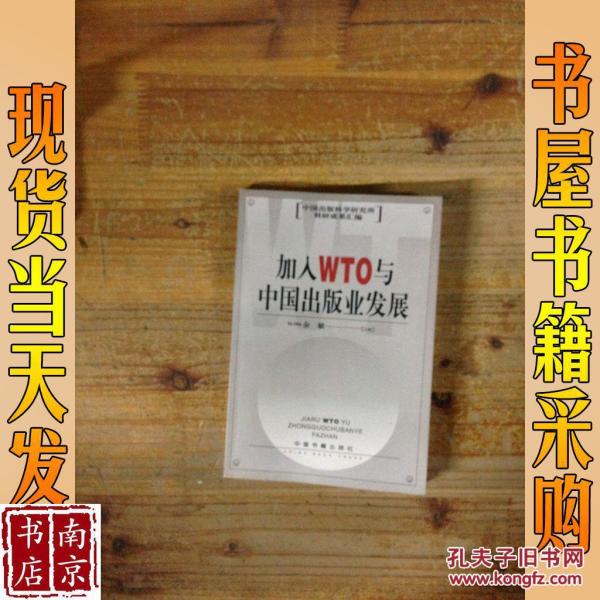 现货当天发
书屋书籍采购
中国出版科学研究所
科研成果汇编
加入WTO与
中国出版业发展
JIARU WTO YU
ZHONGGUOCHUBANYE
FAZHAN
中国书籍出版社
南京
书店
孔夫子旧书网
www.kongfz.com